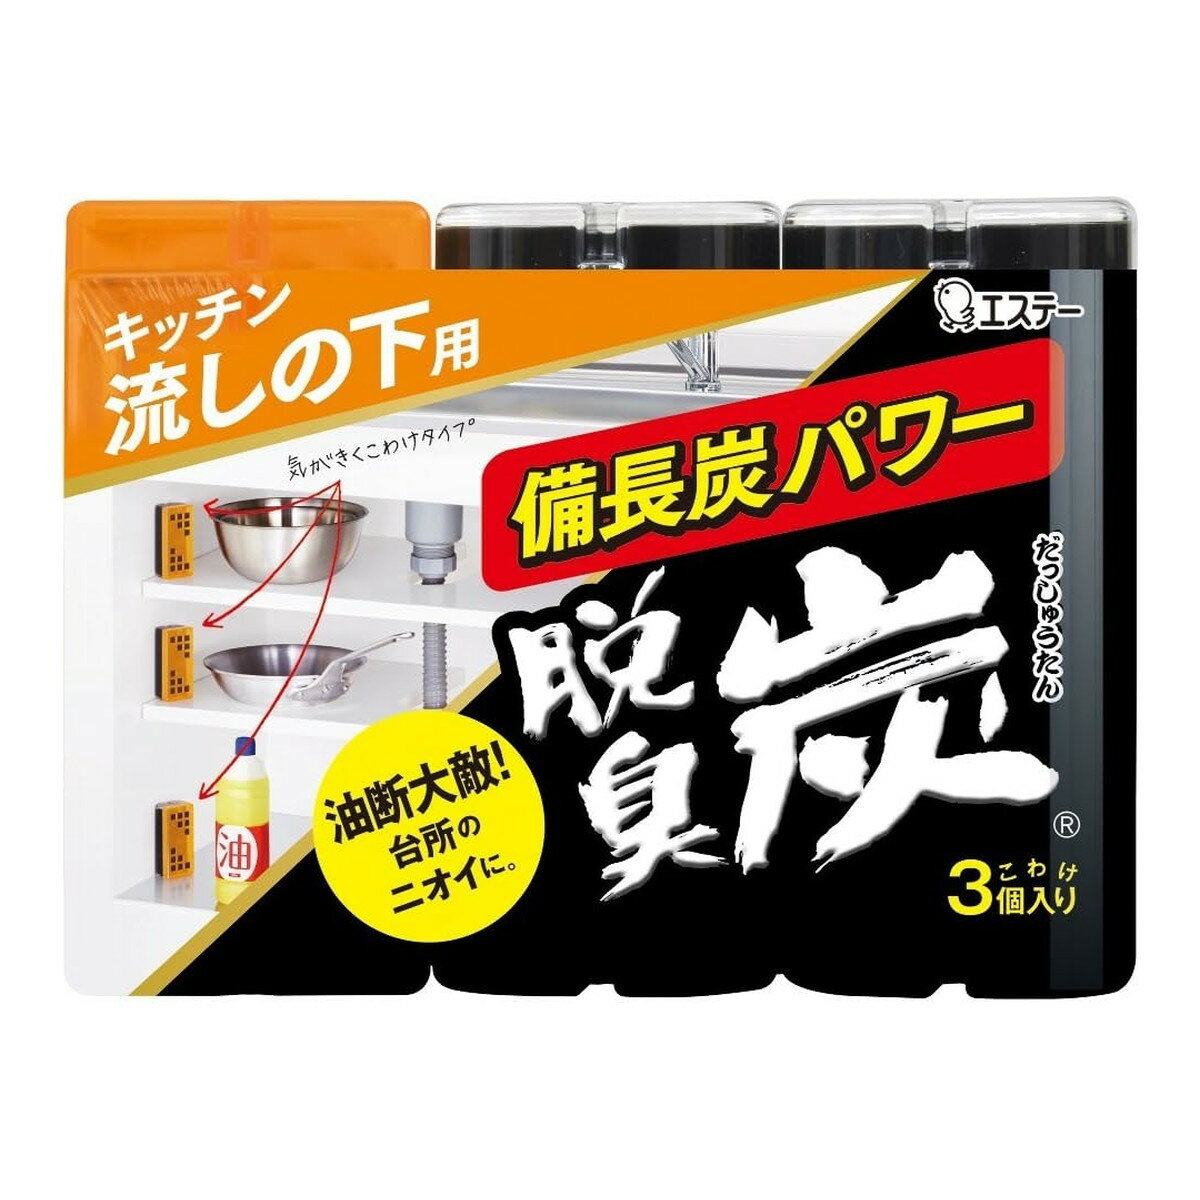 キッチン
流しの下用
気がきくこわけタイプ
エステー
備長炭パワー
脱臭炭
だっしゅうたん
®
油
油断大敵!
台所の
ニオイに。
こわけ
3個入り